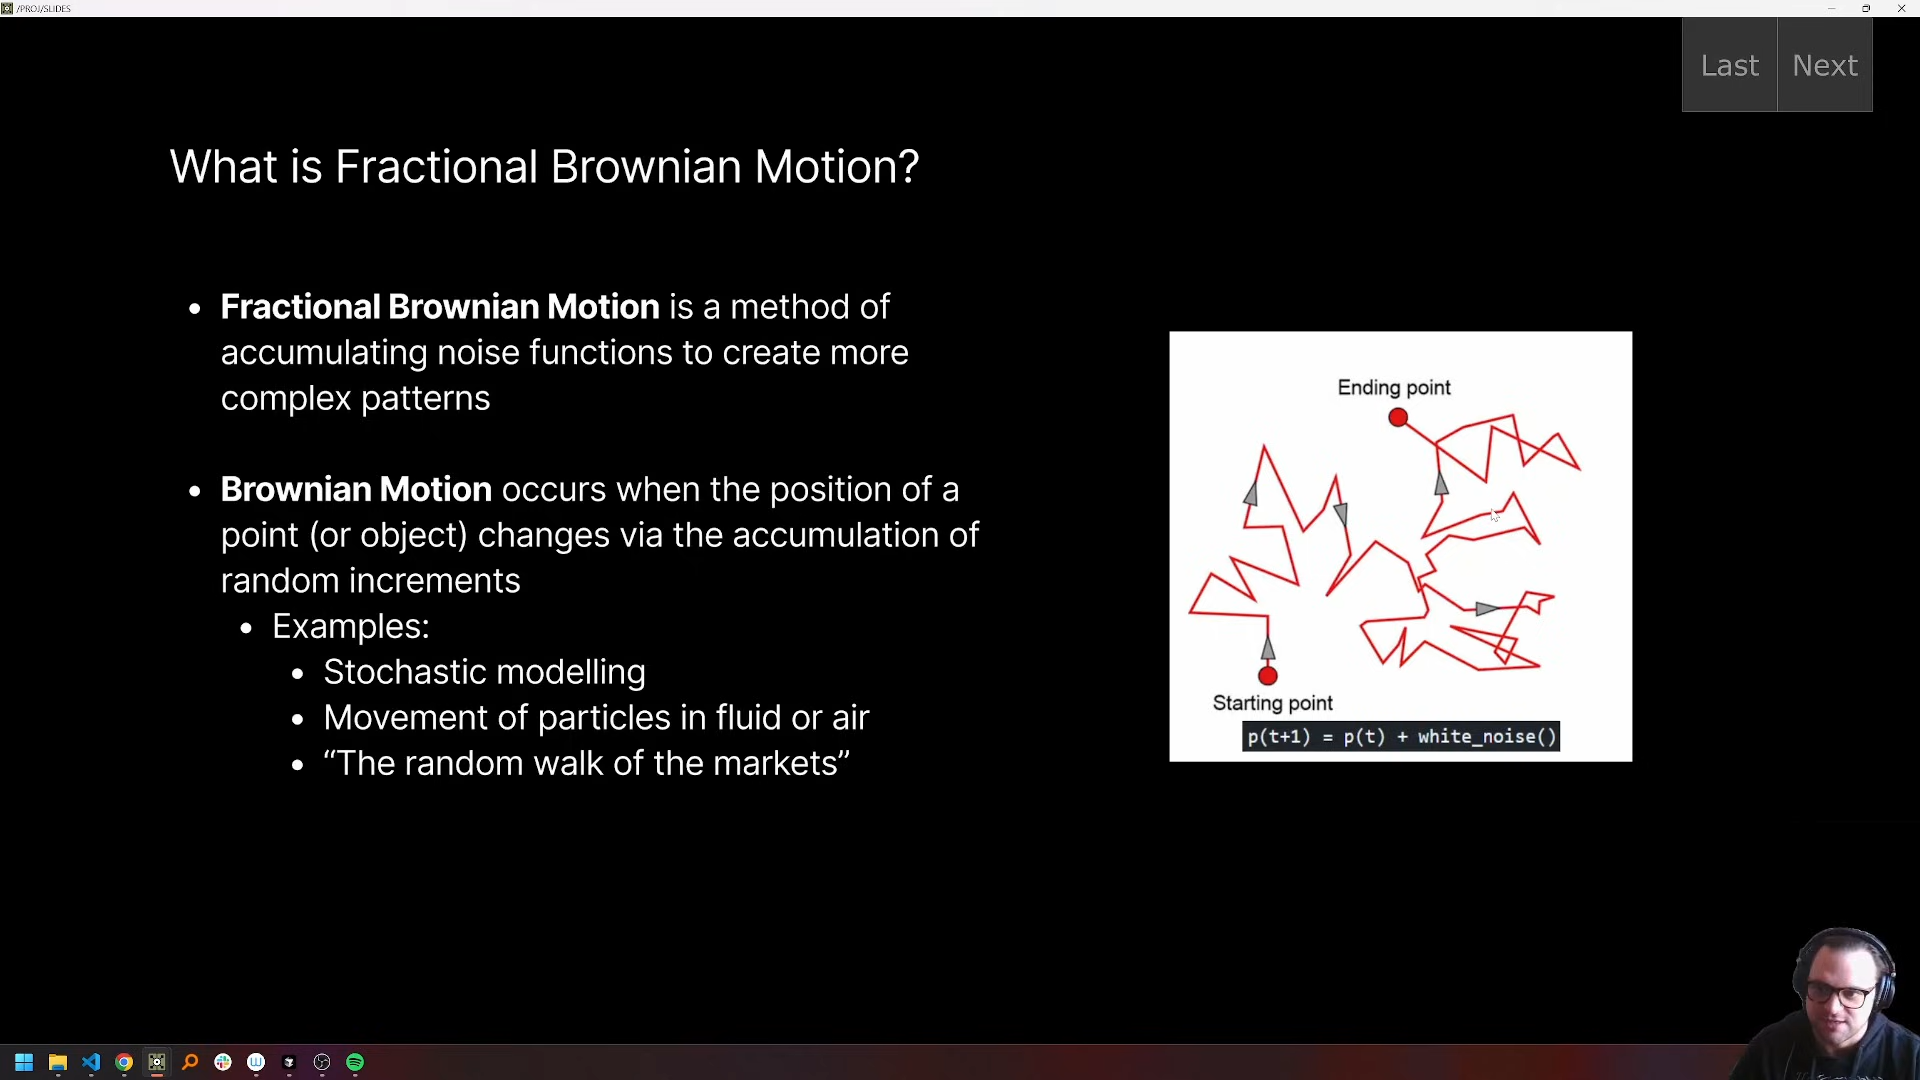 /PROJ/SLIDES
Last Next
What is Fractional Brownian Motion?
• Fractional Brownian Motion is a method of
accumulating noise functions to create more
complex patterns
• Brownian Motion occurs when the position of a
point (or object) changes via the accumulation of
random increments
• Examples:
• Stochastic modelling
• Movement of particles in fluid or air
• “The random walk of the markets”
Ending point
Starting point
p(t+1) = p(t) + white_noise()